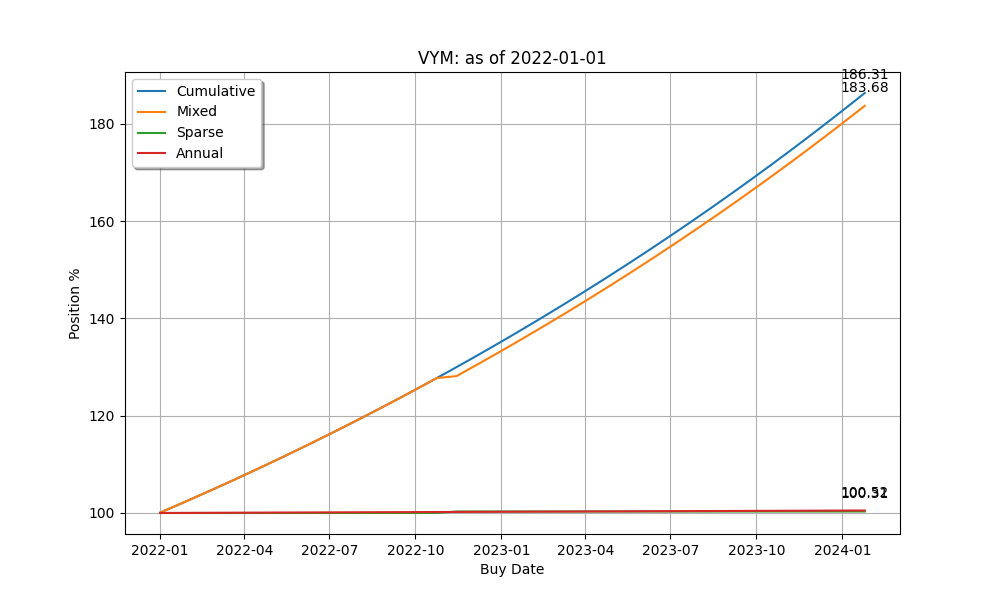 VYM: as of 2022-01-01
186.31
183.68
Cumulative
Mixed
Sparse
Annual
180
160
140
120
100
Position %
2022-01
2022-04
2022-07
2022-10
2023-01
2023-04
2023-07
2023-10
2024-01
Buy Date